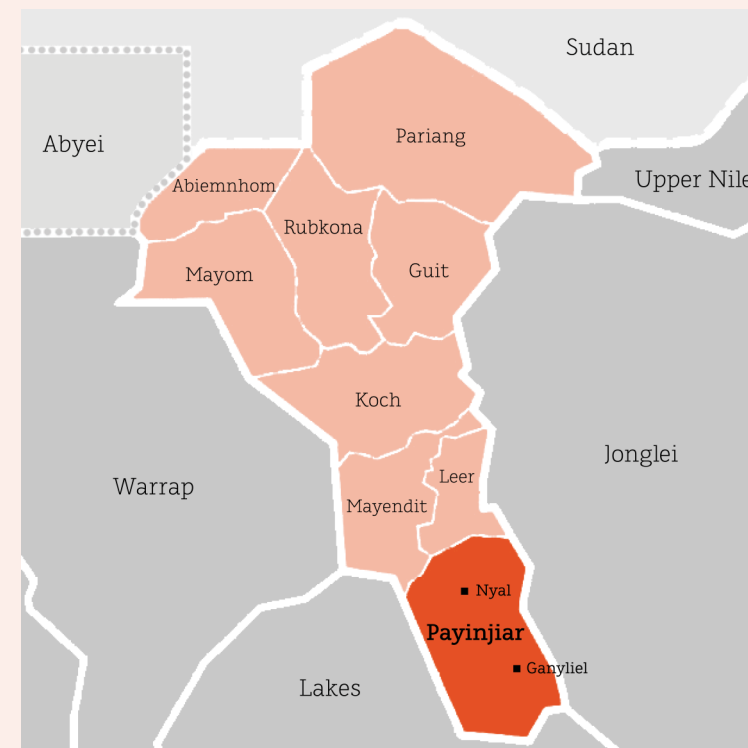 Sudan
Abyei
Pariang
Upper Nile
Abiemnhom
Rubkona
Guit
Mayom
Koch
Jonglei
Leer
Warrap
Mayendit
Nyal
Payinjiar
Ganyliel
Lakes